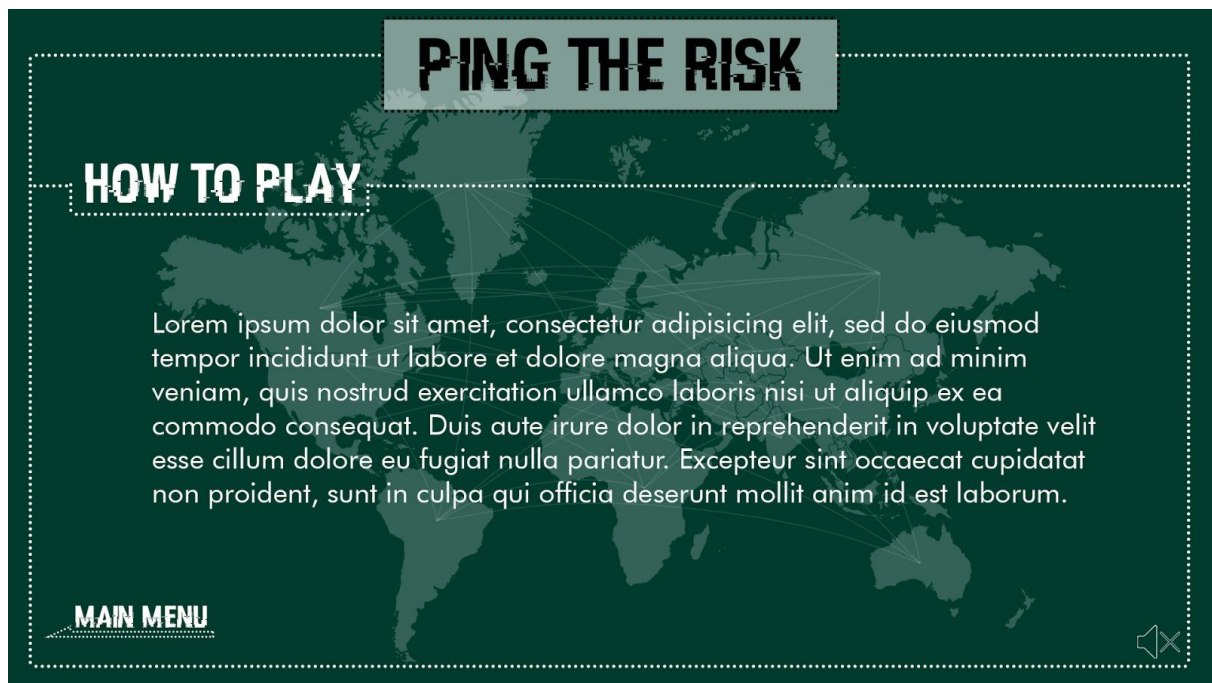 PING THE RISK
HOW TO PLAY
Lorem ipsum dolor sit amet, consectetur adipisicing elit, sed do eiusmod
tempor incididunt ut labore et dolore magna aliqua. Ut enim ad minim
veniam, quis nostrud exercitation ullamco laboris nisi ut aliquip ex ea
commodo consequat. Duis aute irure dolor in reprehenderit in voluptate velit
esse cillum dolore eu fugiat nulla pariatur. Excepteur sint occaecat cupidatat
non proident, sunt in culpa qui officia deserunt mollit anim id est laborum.
MAIN MENU